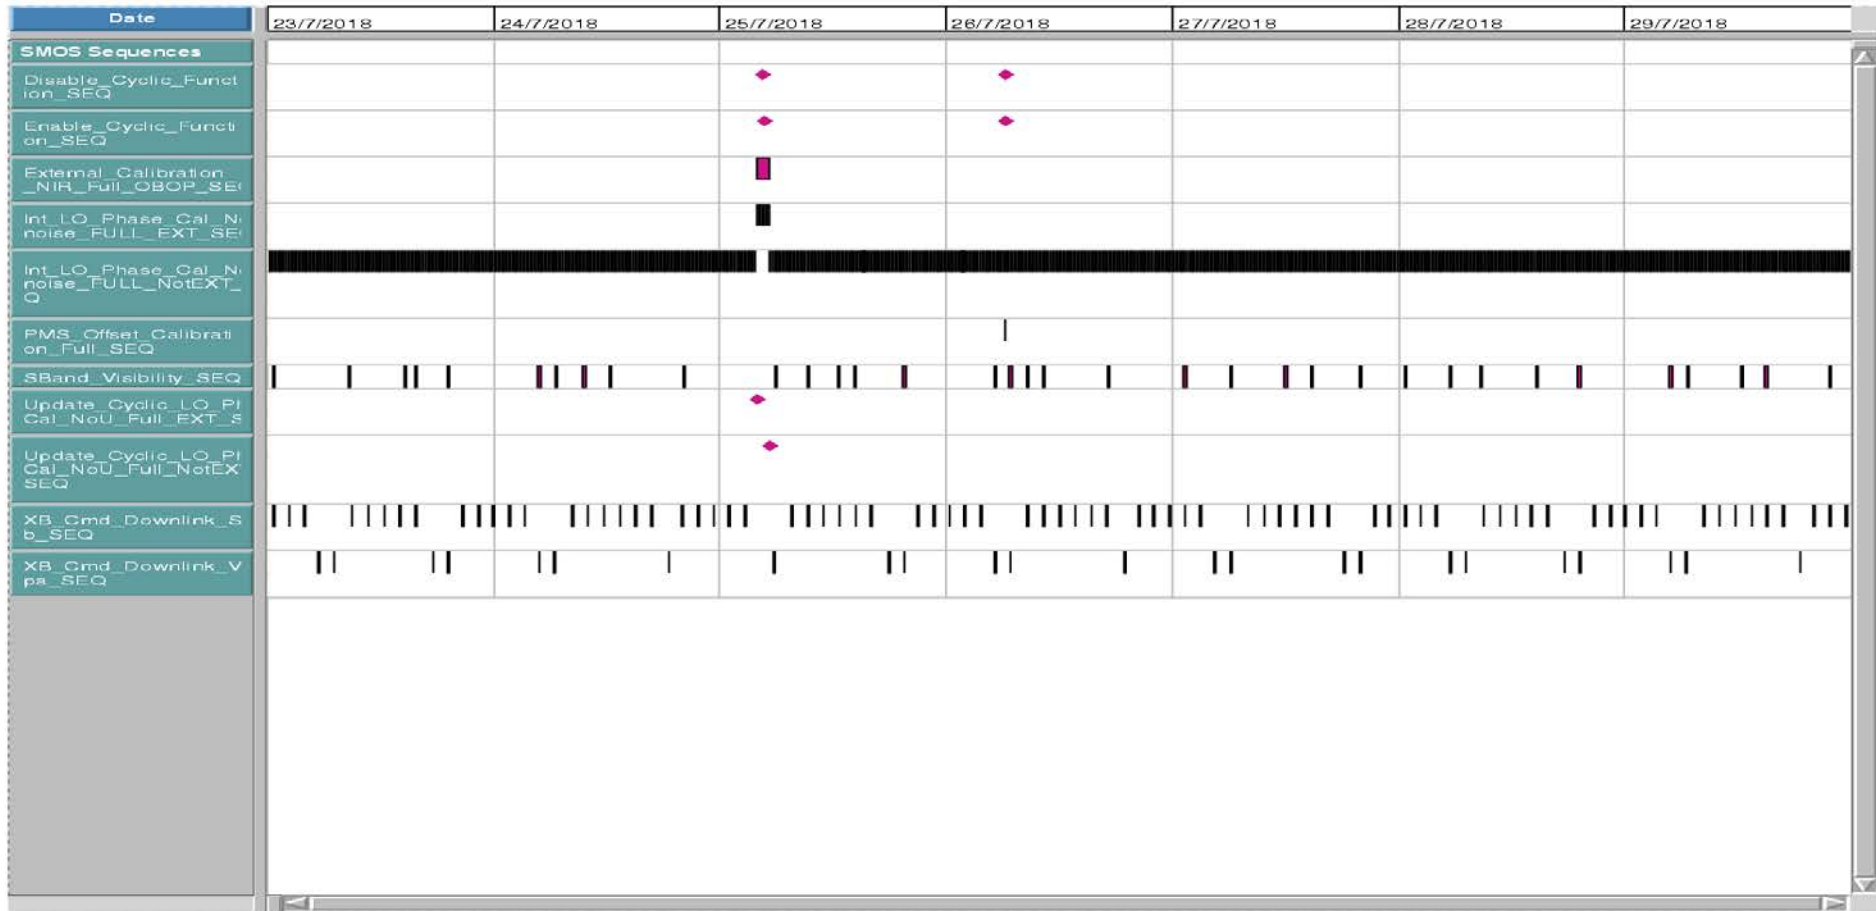 Date
23/7/2018 24/7/2018 25/7/2018 26/7/2018 27/7/2018 28/7/2018 29/7/2018
SMOS Sequences
Disable_Cyclic_Funct
ion_SEQ
Enable_Cyclic_Functi
on_SEQ
External_Calibration
_NIR_Full_OBOP_SE
Int_LO_Phase_Cal_N
noise_FULL_EXT_SE
Int_LO_Phase_Cal_N
noise_FULL_NotEXT_
Q
PMS_Offset_Calibrati
on_Full_SEQ
SBand_Visibility_SEQ
Update_Cyclic_LO_P
Cal_NoU_Full_EXT_S
Update_Cyclic_LO_P
Cal_NoU_Full_NotEX
SEQ
XB_Cmd_Downlink_S
b_SEQ
XB_Cmd_Downlink_V
pa_SEQ